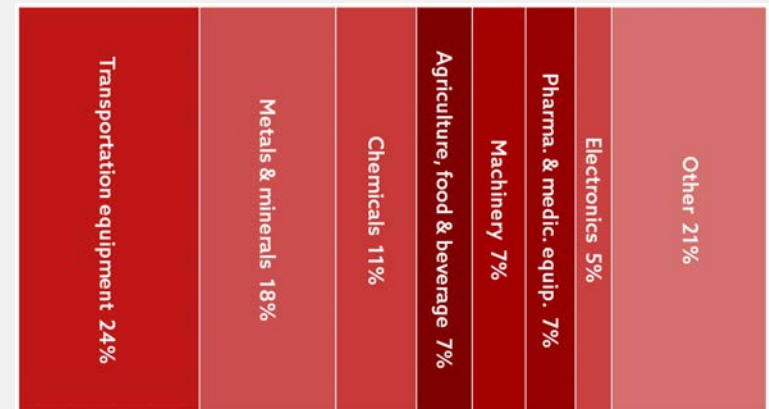 Transportation equipment 24%
Metals & minerals 18%
Chemicals 11%
Agriculture, food & beverage 7%
Machinery 7%
Pharma. & medic. equip. 7%
Electronics 5%
Other 21%